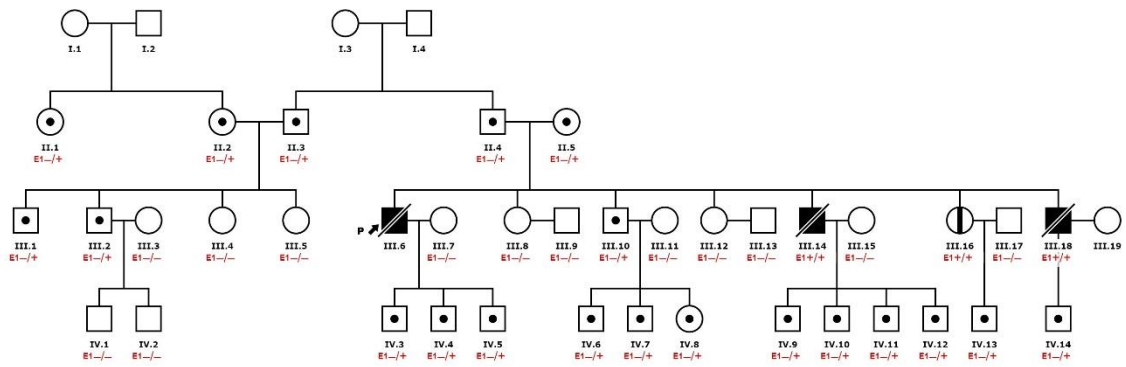 I.1 I.2 I.3 I.4
II.1 II.2 II.3 II.4 II.5
E1—/+ E1—/+ E1—/+ E1—/+ E1—/+
P
III.1 III.2 III.3 III.4 III.5 III.6 III.7 III.8 III.9 III.10 III.11 III.12 III.13 III.14 III.15 III.16 III.17 III.18 III.19
E1—/+ E1—/+ E1—/— E1—/— E1—/— E1—/— E1—/— E1—/— E1—/+ E1—/— E1—/— E1—/— E1+/+ E1—/— E1+/+ E1—/— E1+/+
IV.1 IV.2 IV.3 IV.4 IV.5 IV.6 IV.7 IV.8 IV.9 IV.10 IV.11 IV.12 IV.13 IV.14
E1—/— E1—/— E1—/+ E1—/+ E1—/+ E1—/+ E1—/+ E1—/+ E1—/+ E1—/+ E1—/+ E1—/+ E1—/+ E1—/+